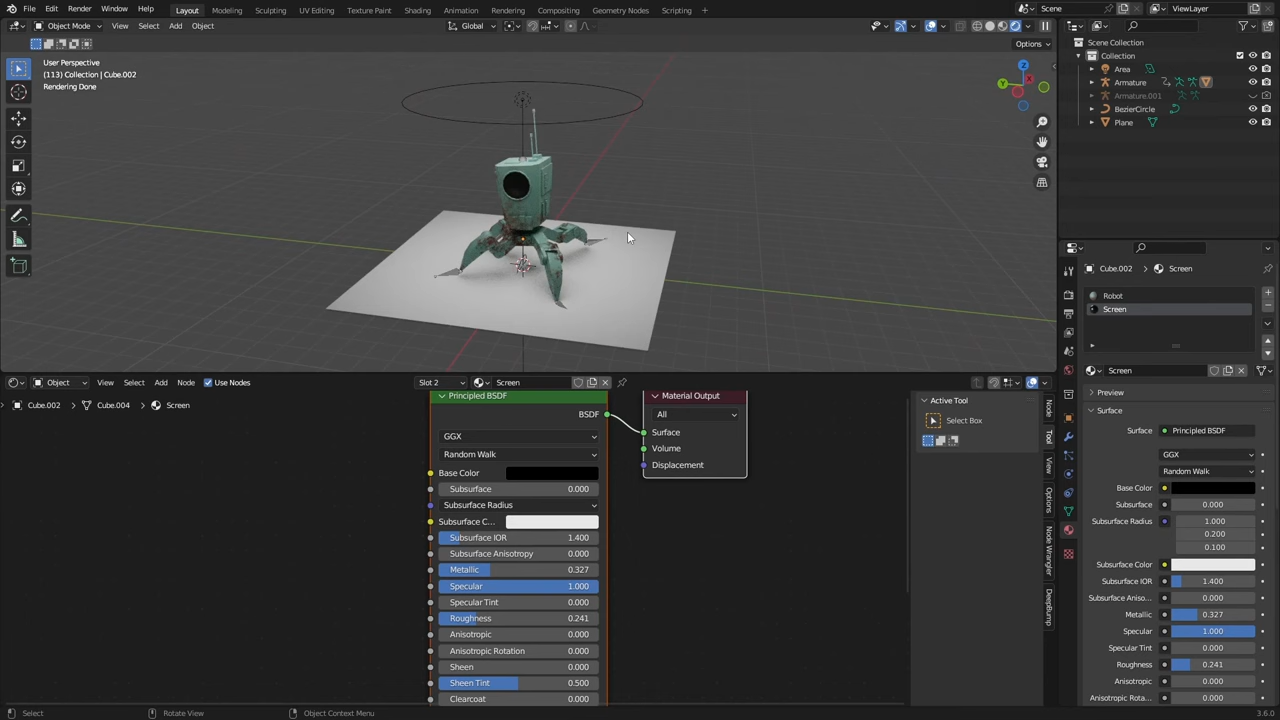 File Edit Render Window Help Layout Modeling Sculpting UV Editing Texture Paint Shading Animation Rendering Compositing Geometry Nodes Scripting Scene ViewLayer
Object Mode View Select Add Object Global
Options
User Perspective
(113) Collection | Cube.002
Rendering Done
Z
Y
X
Scene Collection
Collection
Area
Armature
Armature.001
BezierCircle
Plane
Cube.002 > Screen
Robot
Screen
Screen
Preview
Surface
Surface Principled BSDF
GGX
Random Walk
Base Color
Subsurface 0.000
Subsurface Radius 1.000
0.200
0.100
Subsurface Color
Subsurface IOR 1.400
Subsurface Aniso... 0.000
Metallic 0.327
Specular 1.000
Specular Tint 0.000
Roughness 0.241
Anisotropic 0.000
Anisotropic Rota... 0.000
Object View Select Add Node Use Nodes Slot 2 Screen
Cube.002 > Cube.004 > Screen
Principled BSDF
BSDF
GGX
Random Walk
Base Color
Subsurface 0.000
Subsurface Radius
Subsurface C...
Subsurface IOR 1.400
Subsurface Anisotropy 0.000
Metallic 0.327
Specular 1.000
Specular Tint 0.000
Roughness 0.241
Anisotropic 0.000
Anisotropic Rotation 0.000
Sheen 0.000
Sheen Tint 0.500
Clearcoat 0.000
Material Output
All
Surface
Volume
Displacement
Active Tool
Select Box
Node
Tool
View
Options
Node Wrangler
DeepBump
Select Rotate View Object Context Menu 3.6.0